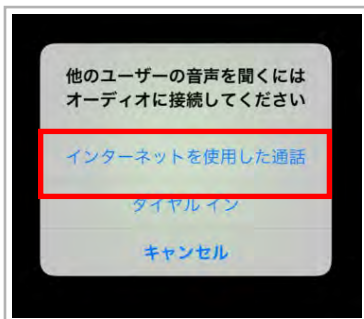 他のユーザーの音声を聞くには
オーディオに接続してください
インターネットを使用した通話
ダイヤルイン
キャンセル